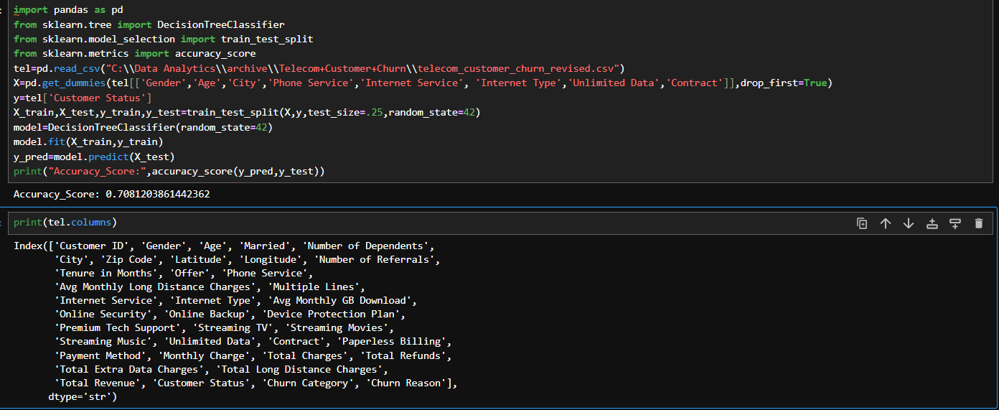 import pandas as pd
from sklearn.tree import DecisionTreeClassifier
from sklearn.model_selection import train_test_split
from sklearn.metrics import accuracy_score
tel=pd.read_csv("C:\\Data Analytics\\archive\\Telecom+Customer+Churn\\telecom_customer_churn_revised.csv")
X=pd.get_dummies(tel[['Gender','Age','City','Phone Service','Internet Service', 'Internet Type','Unlimited Data','Contract']],drop_first=True)
y=tel['Customer Status']
X_train,X_test,y_train,y_test=train_test_split(X,y,test_size=.25,random_state=42)
model=DecisionTreeClassifier(random_state=42)
model.fit(X_train,y_train)
y_pred=model.predict(X_test)
print("Accuracy_Score:",accuracy_score(y_pred,y_test))
Accuracy_Score: 0.7081203861442362
print(tel.columns)
Index(['Customer ID', 'Gender', 'Age', 'Married', 'Number of Dependents',
'City', 'Zip Code', 'Latitude', 'Longitude', 'Number of Referrals',
'Tenure in Months', 'Offer', 'Phone Service',
'Avg Monthly Long Distance Charges', 'Multiple Lines',
'Internet Service', 'Internet Type', 'Avg Monthly GB Download',
'Online Security', 'Online Backup', 'Device Protection Plan',
'Premium Tech Support', 'Streaming TV', 'Streaming Movies',
'Streaming Music', 'Unlimited Data', 'Contract', 'Paperless Billing',
'Payment Method', 'Monthly Charge', 'Total Charges', 'Total Refunds',
'Total Extra Data Charges', 'Total Long Distance Charges',
'Total Revenue', 'Customer Status', 'Churn Category', 'Churn Reason'],
dtype='str')